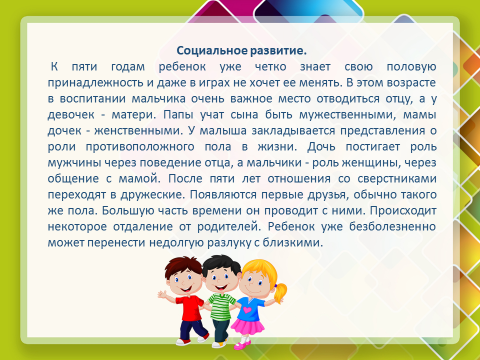 Социальное развитие.
К пяти годам ребенок уже четко знает свою половую
принадлежность и даже в играх не хочет ее менять. В этом возрасте
в воспитании мальчика очень важное место отводиться отцу, а у
девочек - матери. Папы учат сына быть мужественными, мамы
дочек - женственными. У малыша закладывается представления о
роли противоположного пола в жизни. Дочь постигает роль
мужчины через поведение отца, а мальчики - роль женщины, через
общение с мамой. После пяти лет отношения со сверстниками
переходят в дружеские. Появляются первые друзья, обычно такого
же пола. Большую часть времени он проводит с ними. Происходит
некоторое отдаление от родителей. Ребенок уже безболезненно
может перенести недолгую разлуку с близкими.